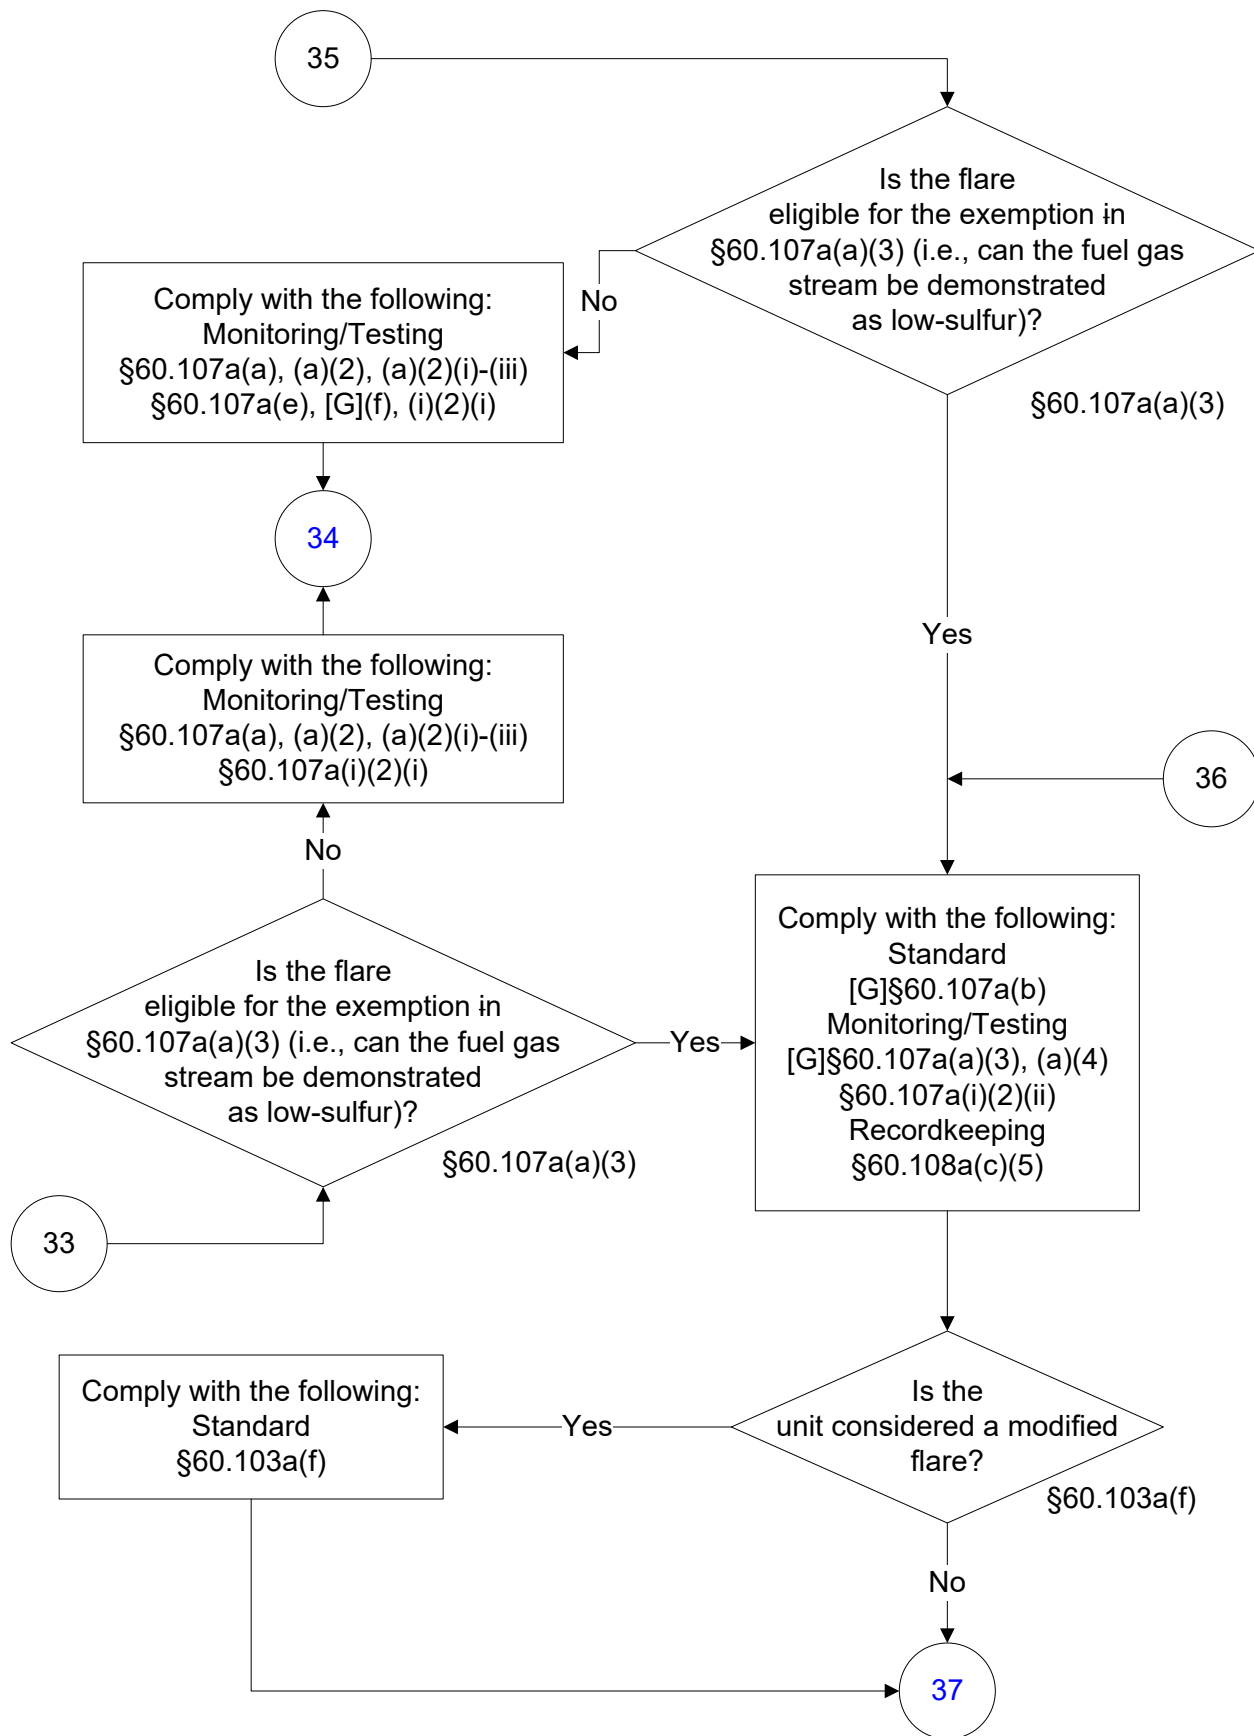 35
Is the flare
eligible for the exemption in
§60.107a(a)(3) (i.e., can the fuel gas
stream be demonstrated
as low-sulfur)?
§60.107a(a)(3)
No
Comply with the following:
Monitoring/Testing
§60.107a(a), (a)(2), (a)(2)(i)-(iii)
§60.107a(e), [G](f), (i)(2)(i)
34
Yes
Comply with the following:
Monitoring/Testing
§60.107a(a), (a)(2), (a)(2)(i)-(iii)
§60.107a(i)(2)(i)
36
No
Is the flare
eligible for the exemption in
§60.107a(a)(3) (i.e., can the fuel gas
stream be demonstrated
as low-sulfur)?
§60.107a(a)(3)
Yes
Comply with the following:
Standard
[G]§60.107a(b)
Monitoring/Testing
[G]§60.107a(a)(3), (a)(4)
§60.107a(i)(2)(ii)
Recordkeeping
§60.108a(c)(5)
33
Is the
unit considered a modified
flare?
§60.103a(f)
Yes
Comply with the following:
Standard
§60.103a(f)
No
37